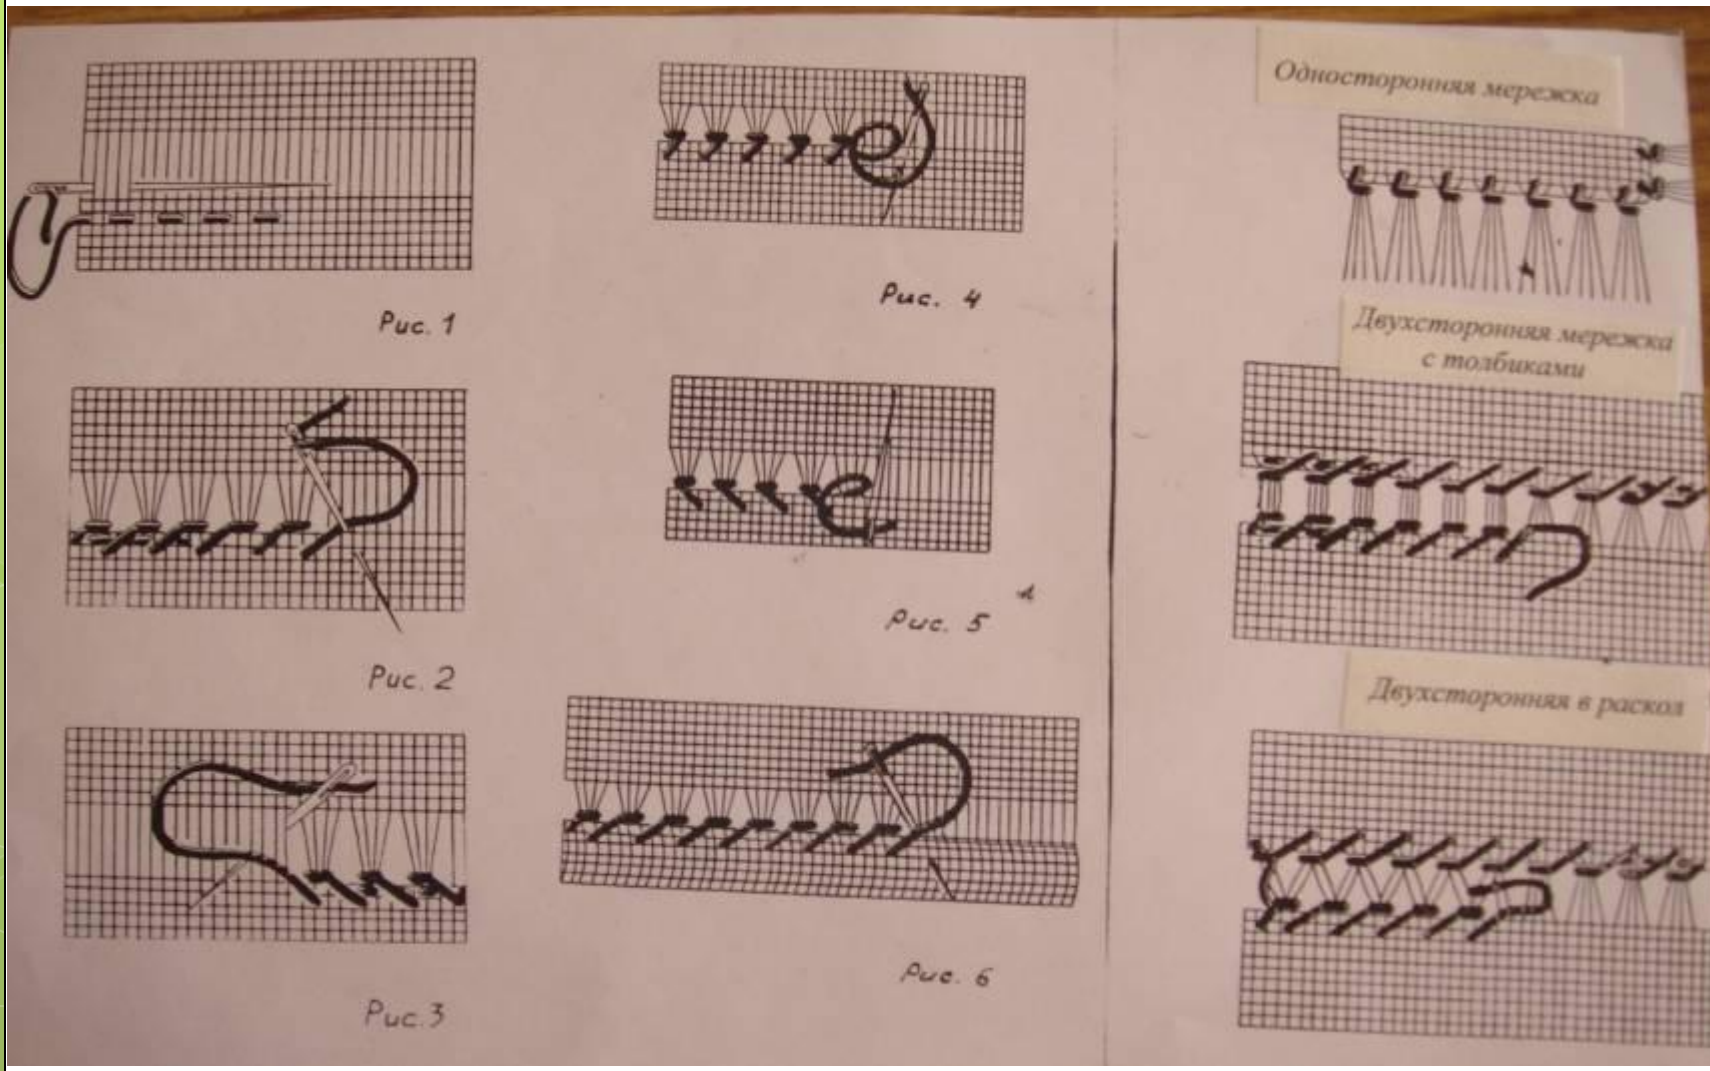 Рис. 1
Рис. 2
Рис. 3
Рис. 4
Рис. 5
Рис. 6
Односторонняя мережка
Двухсторонняя мережка
с толбиками
Двухсторонняя в раскол